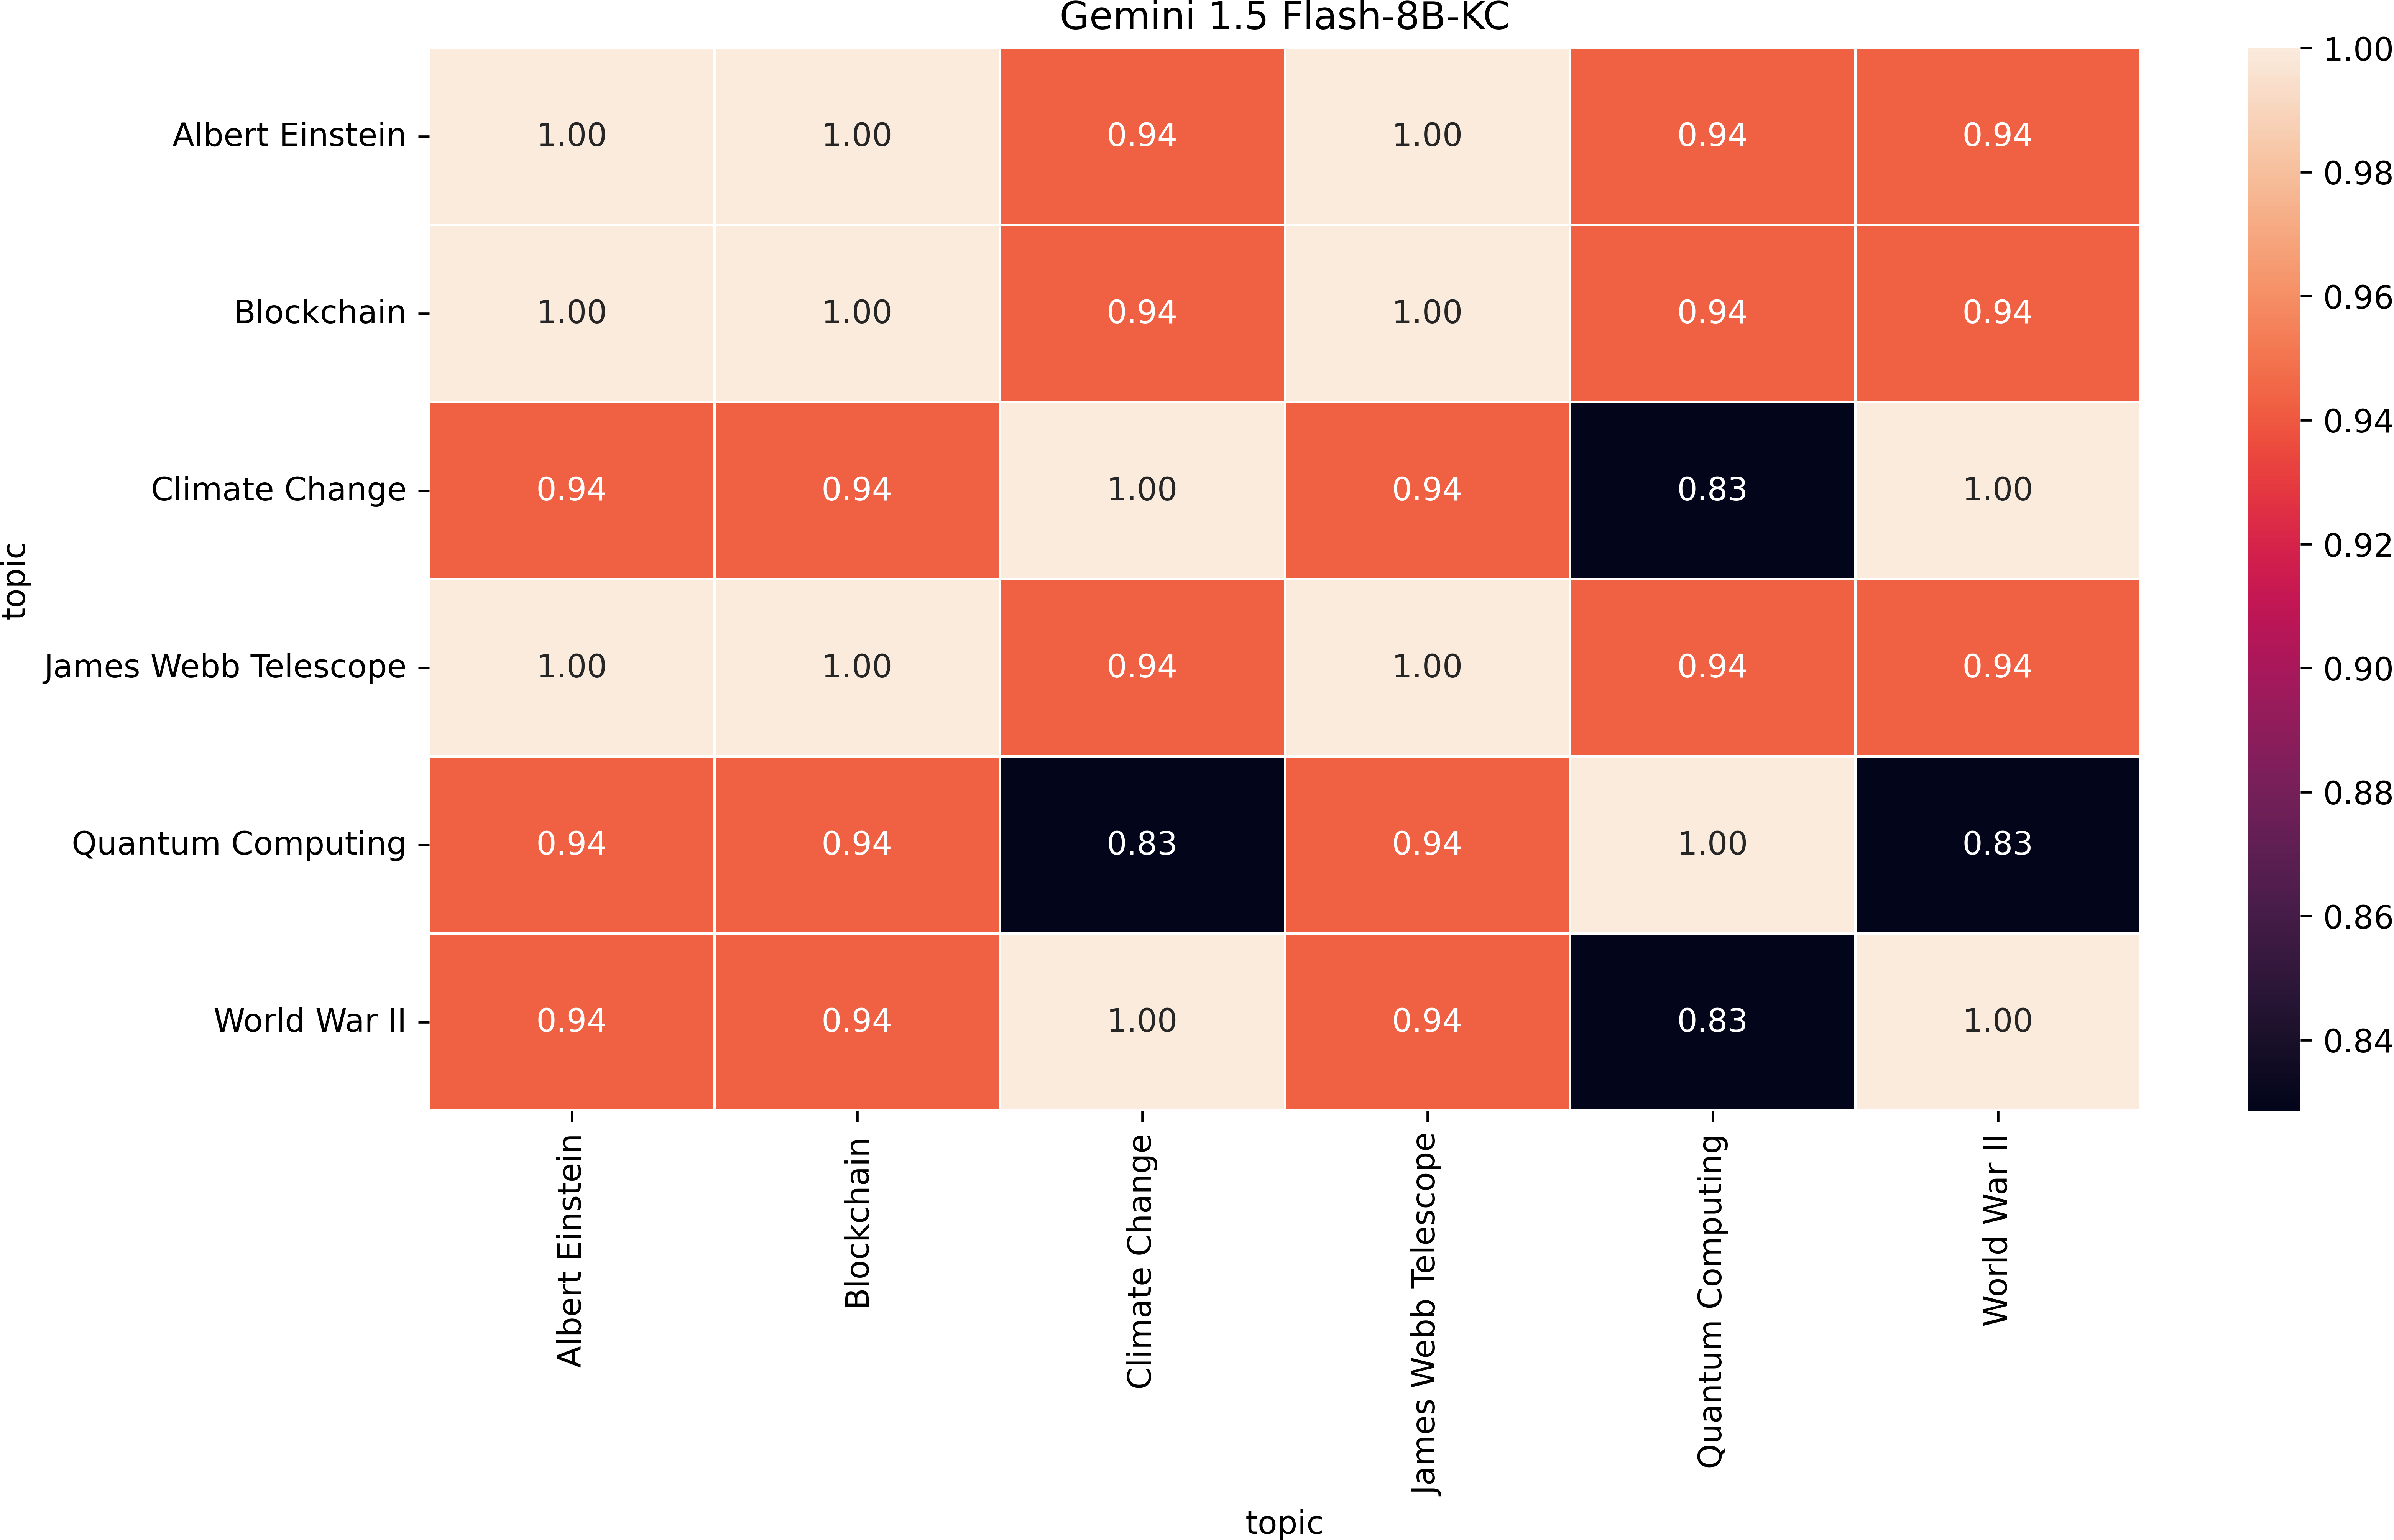 Gemini 1.5 Flash-8B-KC
Albert Einstein 1.00 1.00 0.94 1.00 0.94 0.94
Blockchain 1.00 1.00 0.94 1.00 0.94 0.94
Climate Change 0.94 0.94 1.00 0.94 0.83 1.00
James Webb Telescope 1.00 1.00 0.94 1.00 0.94 0.94
Quantum Computing 0.94 0.94 0.83 0.94 1.00 0.83
World War II 0.94 0.94 1.00 0.94 0.83 1.00
topic
Albert Einstein
Blockchain
Climate Change
James Webb Telescope
Quantum Computing
World War II
topic
1.00
0.98
0.96
0.94
0.92
0.90
0.88
0.86
0.84